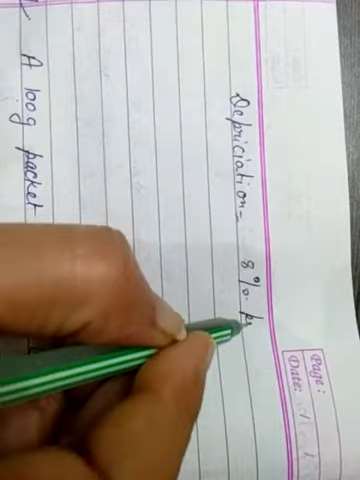 Page:
Date:
Depriciation= 8%.
A 100g packet